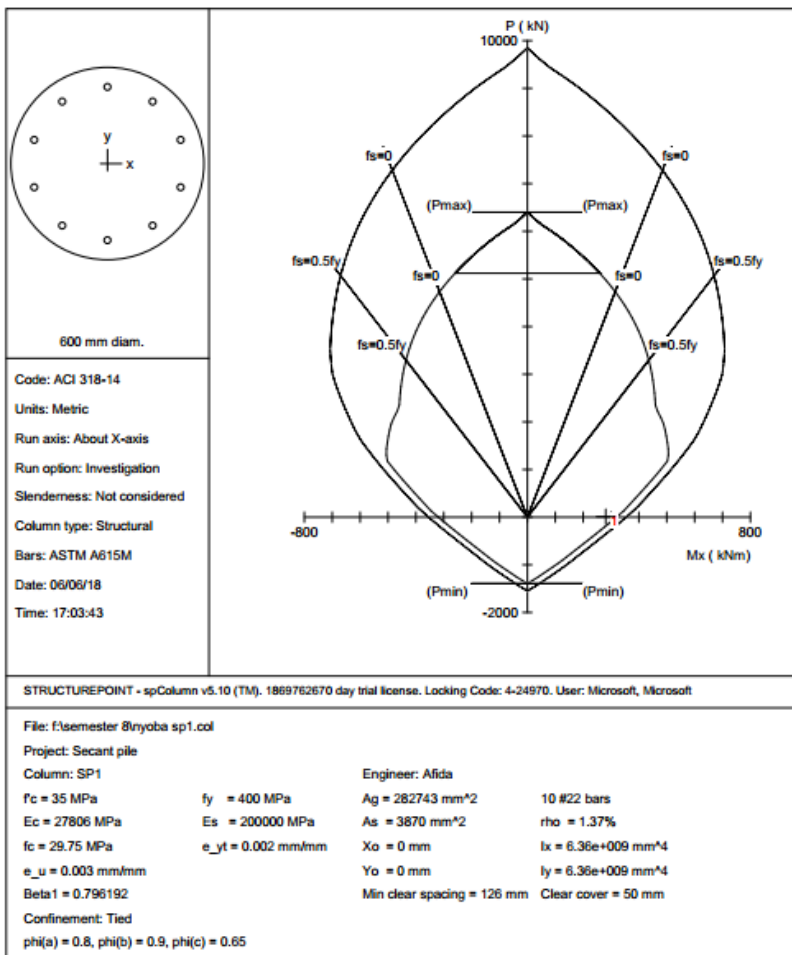 P ( kN)
10000
y
x
fs=0
fs=0
(Pmax)
(Pmax)
fs=0.5fy
fs=0
fs=0
fs=0.5fy
fs=0.5fy
fs=0.5fy
600 mm diam.
Code: ACI 318-14
Units: Metric
Run axis: About X-axis
Run option: Investigation
Slenderness: Not considered
Column type: Structural
Bars: ASTM A615M
Date: 06/06/18
Time: 17:03:43
1
-800
800
Mx ( kNm)
(Pmin)
(Pmin)
-2000
STRUCTUREPOINT - spColumn v5.10 (TM). 1869762670 day trial license. Locking Code: 4-24970. User: Microsoft, Microsoft
File: f:\semester 8\nyoba sp1.col
Project: Secant pile
Column: SP1 Engineer: Afida
f'c = 35 MPa fy = 400 MPa Ag = 282743 mm^2 10 #22 bars
Ec = 27806 MPa Es = 200000 MPa As = 3870 mm^2 rho = 1.37%
fc = 29.75 MPa e_yt = 0.002 mm/mm Xo = 0 mm Ix = 6.36e+009 mm^4
e_u = 0.003 mm/mm Yo = 0 mm Iy = 6.36e+009 mm^4
Beta1 = 0.796192 Min clear spacing = 126 mm Clear cover = 50 mm
Confinement: Tied
phi(a) = 0.8, phi(b) = 0.9, phi(c) = 0.65